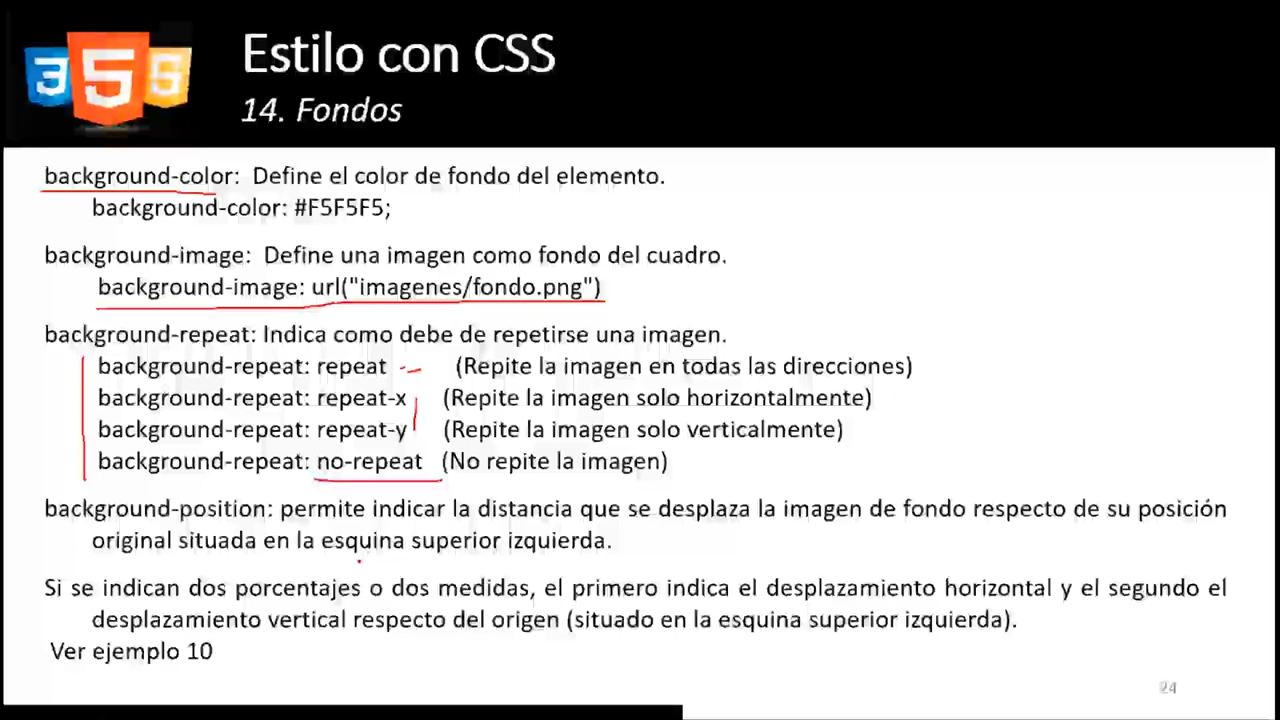 3 5 5
Estilo con CSS
14. Fondos
background-color: Define el color de fondo del elemento.
background-color: #F5F5F5;
background-image: Define una imagen como fondo del cuadro.
background-image: url("imagenes/fondo.png")
background-repeat: Indica como debe de repetirse una imagen.
background-repeat: repeat (Repite la imagen en todas las direcciones)
background-repeat: repeat-x (Repite la imagen solo horizontalmente)
background-repeat: repeat-y (Repite la imagen solo verticalmente)
background-repeat: no-repeat (No repite la imagen)
background-position: permite indicar la distancia que se desplaza la imagen de fondo respecto de su posición
original situada en la esquina superior izquierda.
Si se indican dos porcentajes o dos medidas, el primero indica el desplazamiento horizontal y el segundo el
desplazamiento vertical respecto del origen (situado en la esquina superior izquierda).
Ver ejemplo 10
24